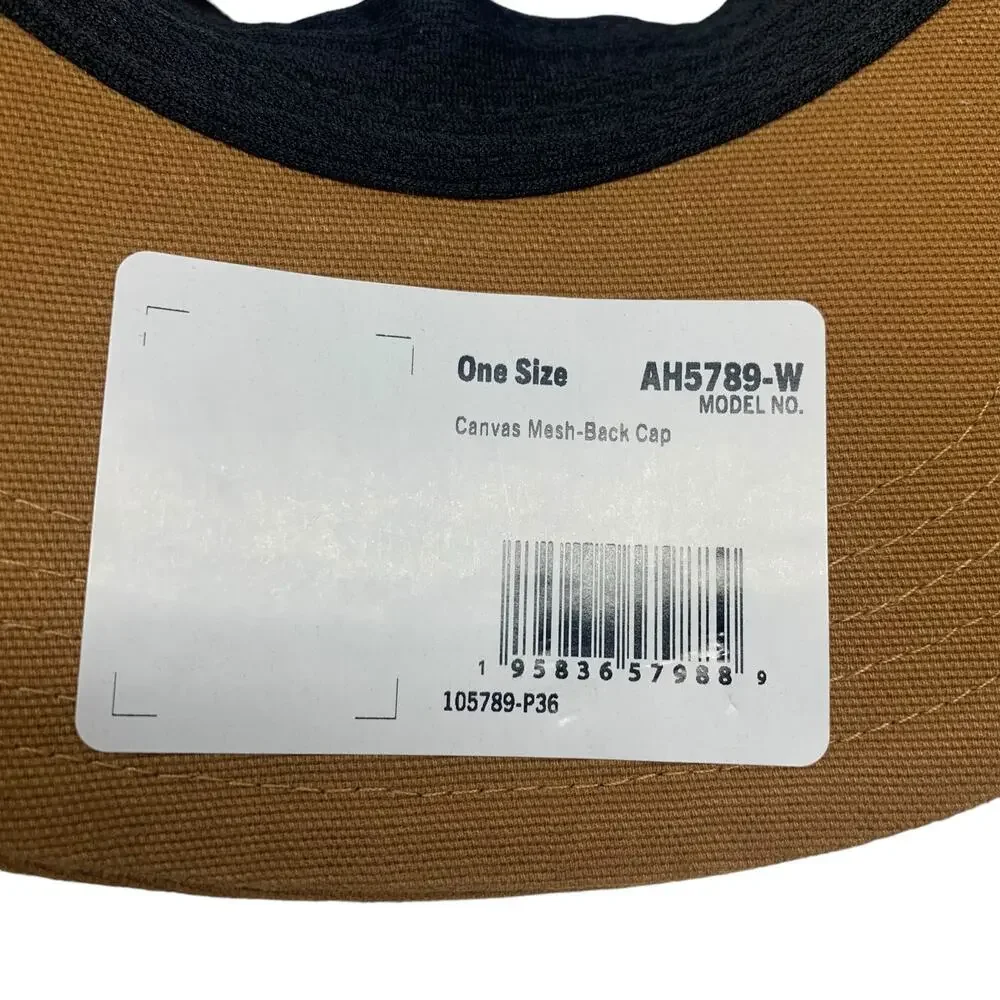 One Size AH5789-W
MODEL NO.
Canvas Mesh-Back Cap
1 95836 57988 9
105789-P36